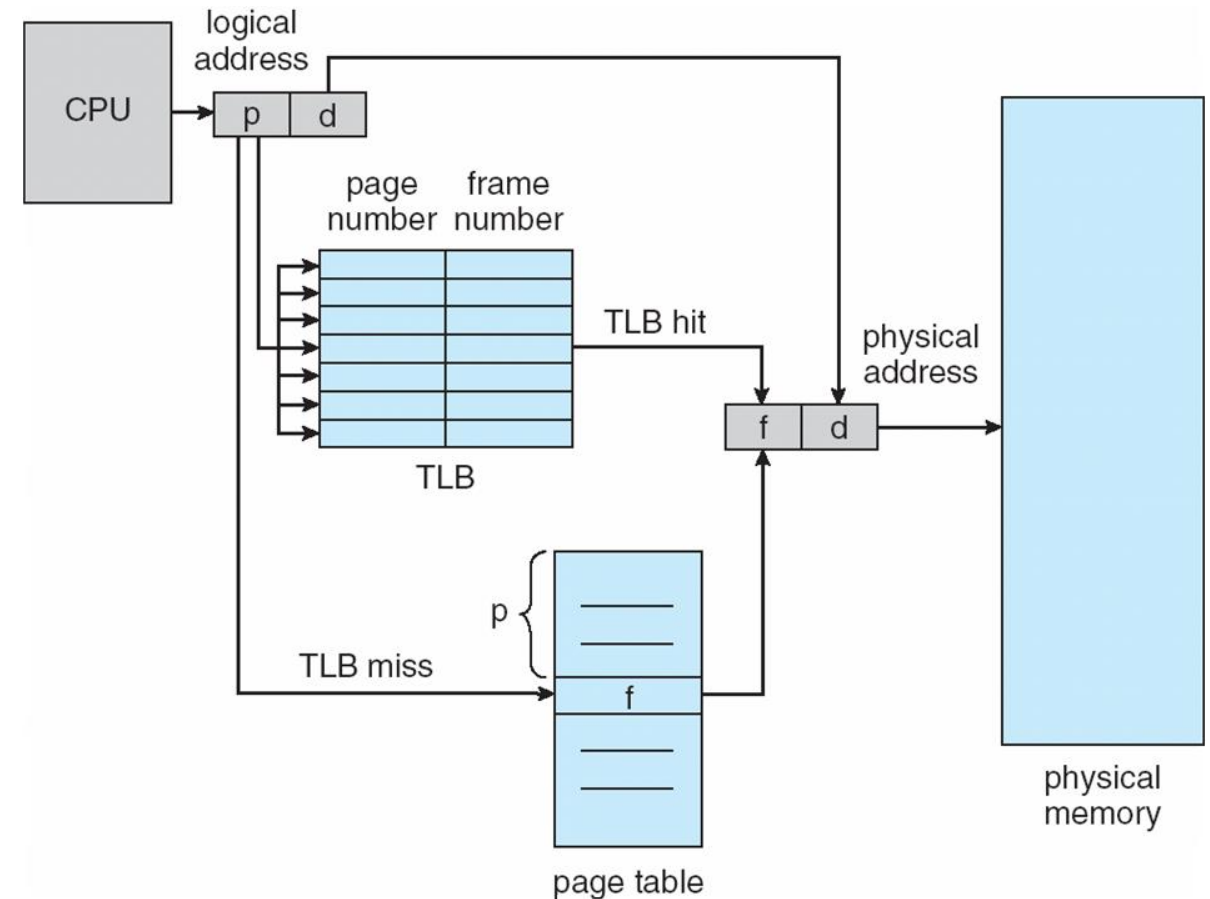 logical
address
CPU
p
d
page
number
frame
number
TLB hit
physical
address
f
d
TLB
p
TLB miss
f
physical
memory
page table